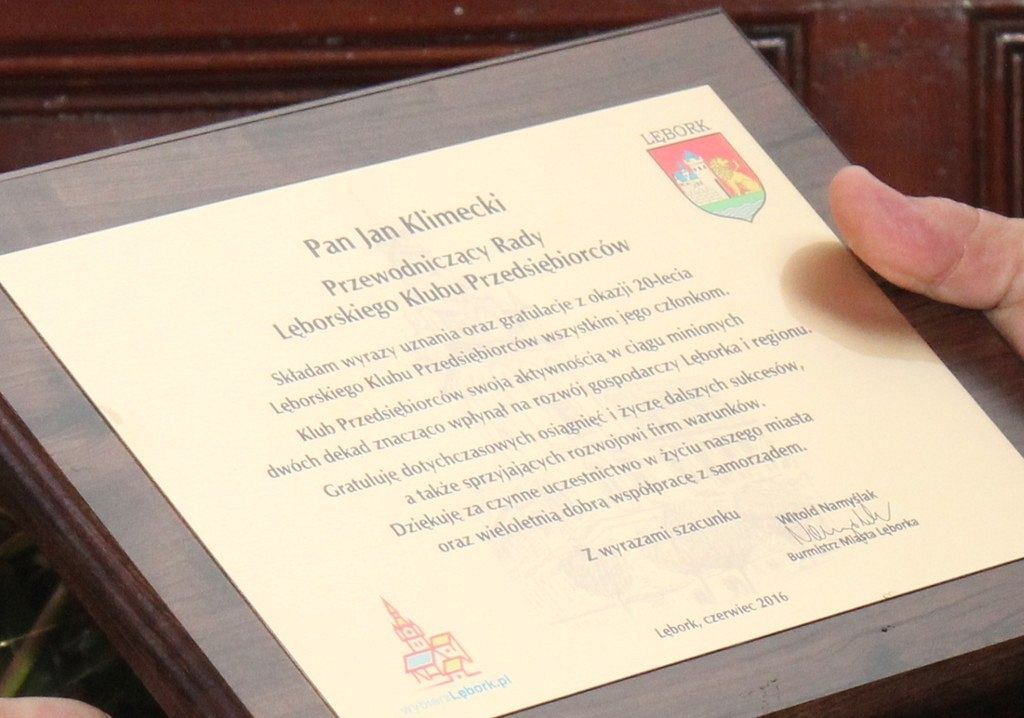 LĘBORK
Pan Jan Klimecki
Przewodniczący Rady
Lęborskiego Klubu Przedsiębiorców
Składam wyrazy uznania oraz gratulacje z okazji 20-lecia
Lęborskiego Klubu Przedsiębiorców wszystkim jego członkom.
Klub Przedsiębiorców swoją aktywnością w ciągu minionych
dwóch dekad znacząco wpłynął na rozwój gospodarczy Lęborka i regionu.
Gratuluję dotychczasowych osiągnięć i życzę dalszych sukcesów,
a także sprzyjających rozwojowi firm warunków.
Dziękuję za czynne uczestnictwo w życiu naszego miasta
oraz wieloletnią dobrą współpracę z samorządem.
Z wyrazami szacunku
Witold Namyślak
Burmistrz Miasta Lęborka
Lębork, czerwiec 2016
wybieraLębork.pl